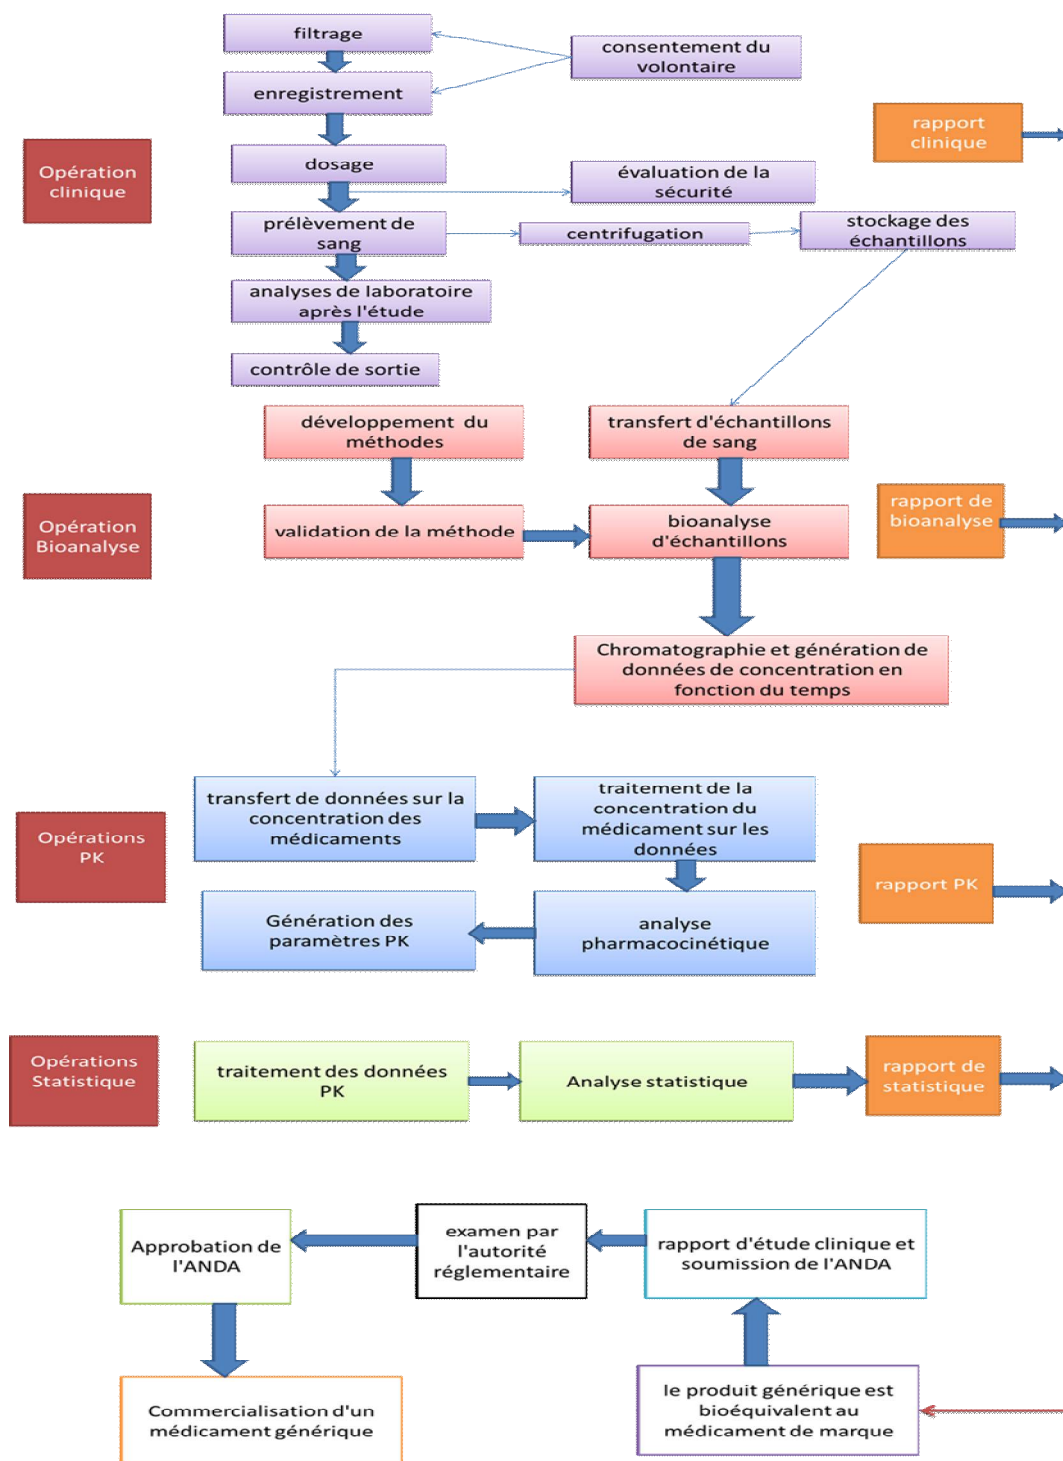 filtrage
consentement du
volontaire
enregistrement
rapport
clinique
Opération
clinique
dosage
évaluation de la
sécurité
prélèvement de
sang
centrifugation
stockage des
échantillons
analyses de laboratoire
après l'étude
contrôle de sortie
développement  du
méthodes
transfert d'échantillons
de sang
Opération
Bioanalyse
validation de la méthode
bioanalyse
d'échantillons
rapport de
bioanalyse
Chromatographie et génération de
données de concentration en
fonction du temps
Opérations
PK
transfert de données sur la
concentration des
médicaments
traitement de la
concentration du
médicament sur les
données
rapport PK
Génération des
paramètres PK
analyse
pharmacocinétique
Opérations
Statistique
traitement des données
PK
Analyse statistique
rapport de
statistique
Approbation de
l'ANDA
examen par
l'autorité
réglementaire
rapport d'étude clinique et
soumission de l'ANDA
Commercialisation d'un
médicament générique
le produit générique est
bioéquivalent au
médicament de marque